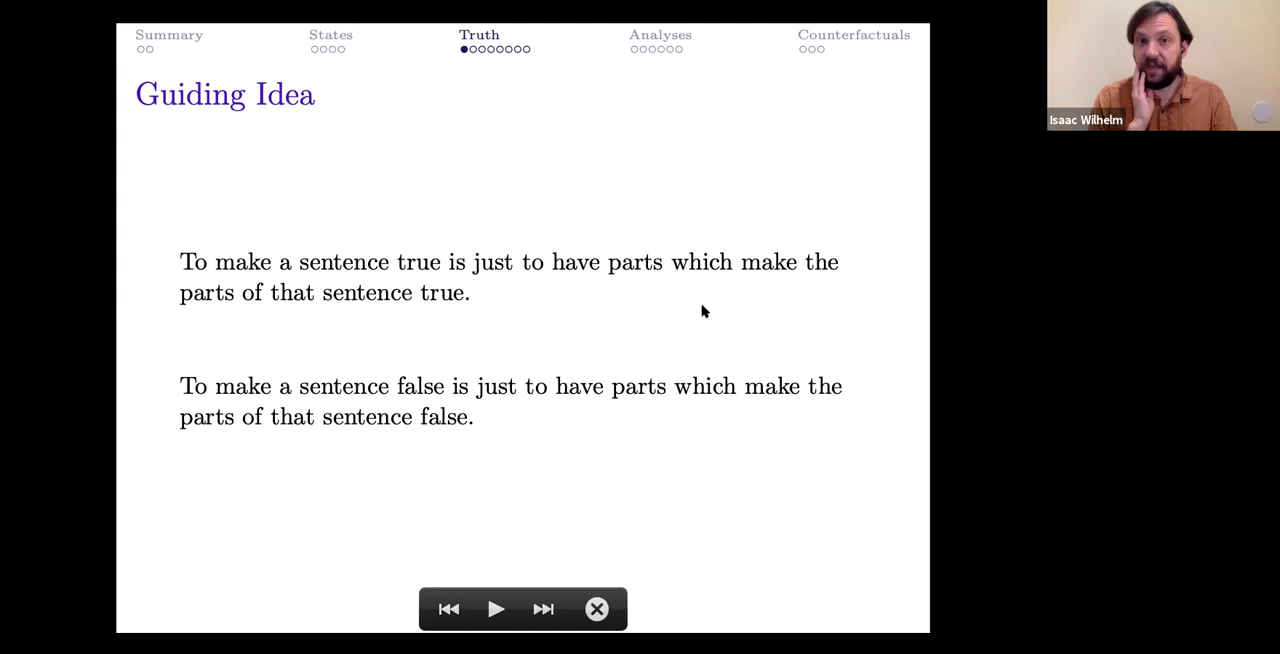 Summary
States
Truth
Analyses
Counterfactuals
Guiding Idea
To make a sentence true is just to have parts which make the
parts of that sentence true.
To make a sentence false is just to have parts which make the
parts of that sentence false.
Isaac Wilhelm